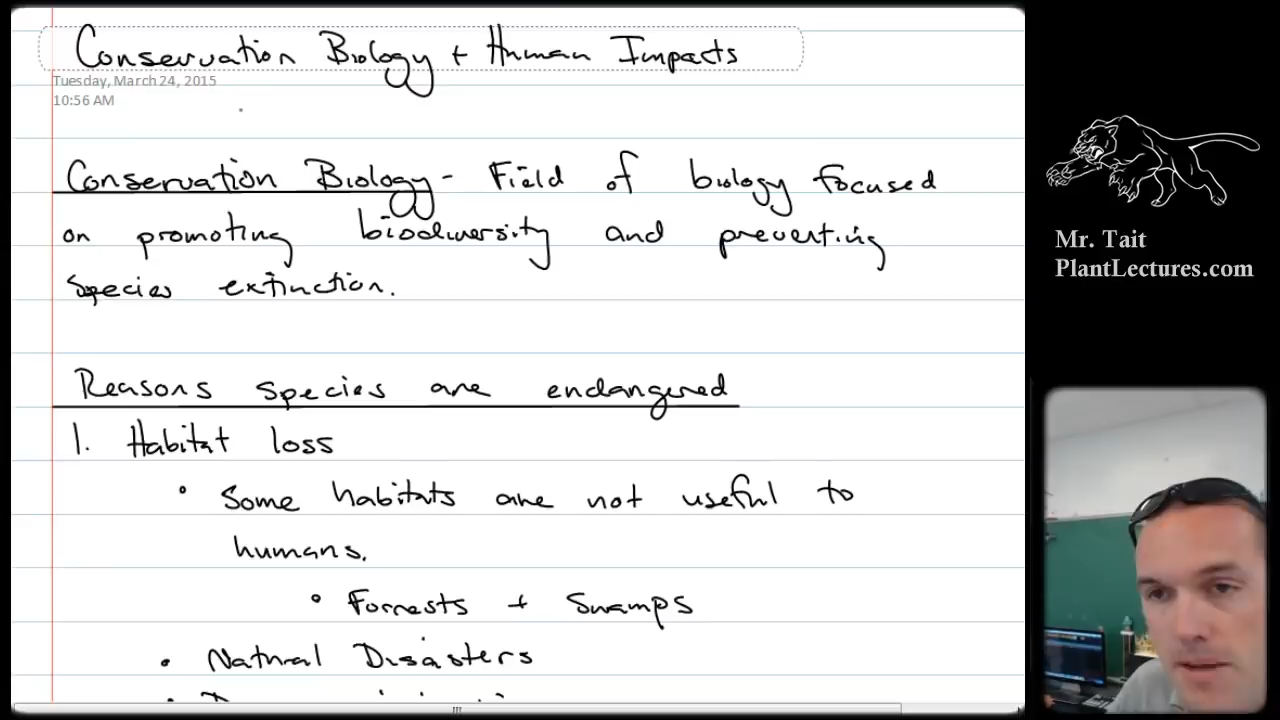 Conservation Biology + Human Impacts
Tuesday, March 24, 2015
10:56 AM
Conservation Biology - Field of biology focused
on promoting biodiversity and preventing
species extinction.
Reasons species are endangered
1. Habitat loss
• Some habitats are not useful to
humans.
• Forrests + Swamps
• Natural Disasters
Mr. Tait
PlantLectures.com